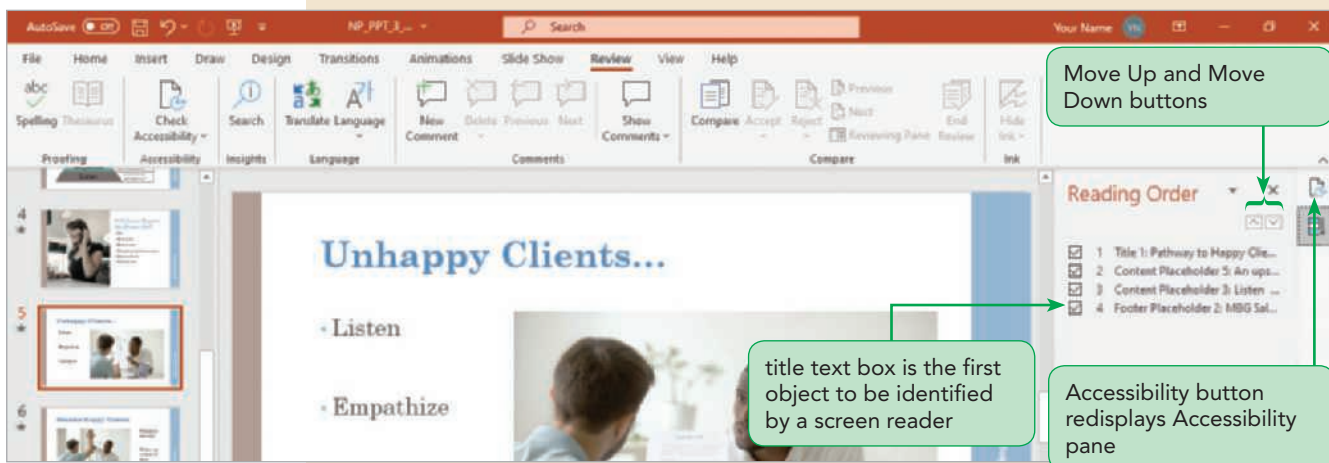 AutoSave Off NP_PPT_3_... Search Your Name YN
File Home Insert Draw Design Transitions Animations Slide Show Review View Help
abc
Spelling Thesaurus Check Accessibility Search Translate Language New Comment Delete Previous Next Show Comments Compare Accept Reject Previous Next Reviewing Pane End Review Hide Ink
Proofing Accessibility Insights Language Comments Compare Ink
Move Up and Move
Down buttons
4
5
6
Unhappy Clients...
Listen
Empathize
Reading Order
1 Title 1: Pathway to Happy Clie...
2 Content Placeholder 5: An ups...
3 Content Placeholder 3: Listen ...
4 Footer Placeholder 2: MBG Sal...
title text box is the first
object to be identified
by a screen reader
Accessibility button
redisplays Accessibility
pane